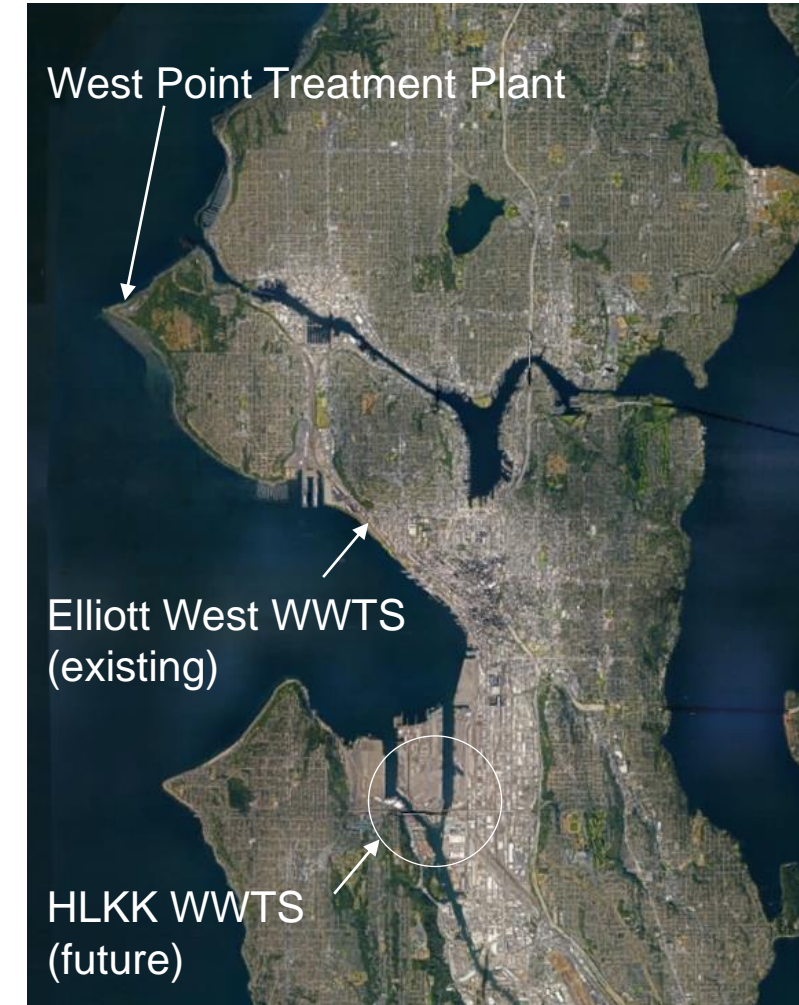 West Point Treatment Plant
Elliott West WWTS
(existing)
HLKK WWTS
(future)